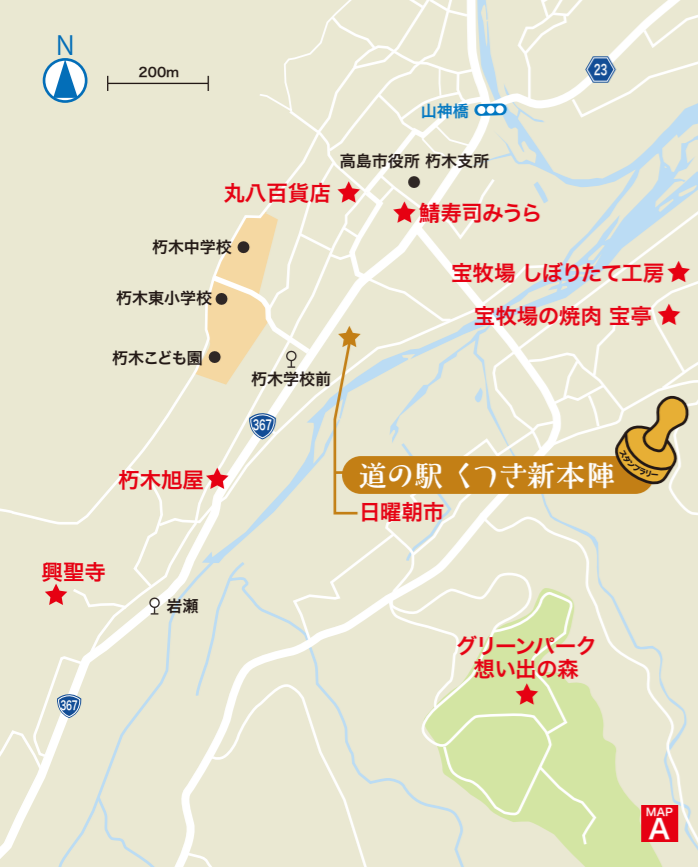 N
200m
23
山神橋
高島市役所 朽木支所
丸八百貨店
鯖寿司みうら
朽木中学校
宝牧場 しぼりたて工房
朽木東小学校
宝牧場の焼肉 宝亭
朽木こども園
朽木学校前
367
スタンプラリー
道の駅 くつき新本陣
朽木旭屋
日曜朝市
興聖寺
岩瀬
グリーンパーク
想い出の森
367
MAP
A